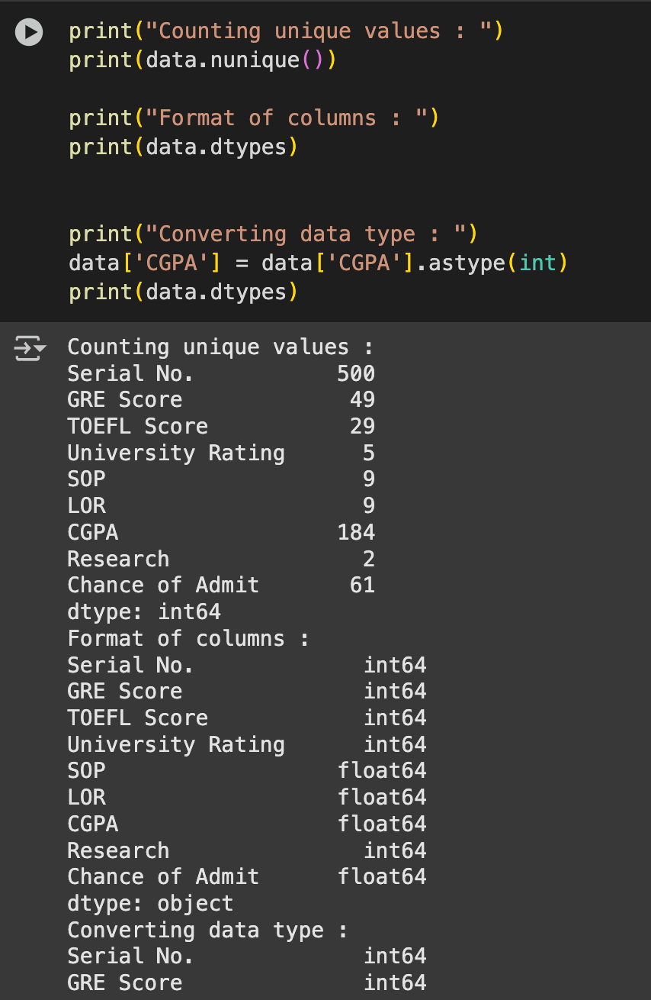 print("Counting unique values : ")
print(data.nunique())
print("Format of columns : ")
print(data.dtypes)
print("Converting data type : ")
data['CGPA'] = data['CGPA'].astype(int)
print(data.dtypes)
Counting unique values :
Serial No. 500
GRE Score 49
TOEFL Score 29
University Rating 5
SOP 9
LOR 9
CGPA 184
Research 2
Chance of Admit 61
dtype: int64
Format of columns :
Serial No. int64
GRE Score int64
TOEFL Score int64
University Rating int64
SOP float64
LOR float64
CGPA float64
Research int64
Chance of Admit float64
dtype: object
Converting data type :
Serial No. int64
GRE Score int64